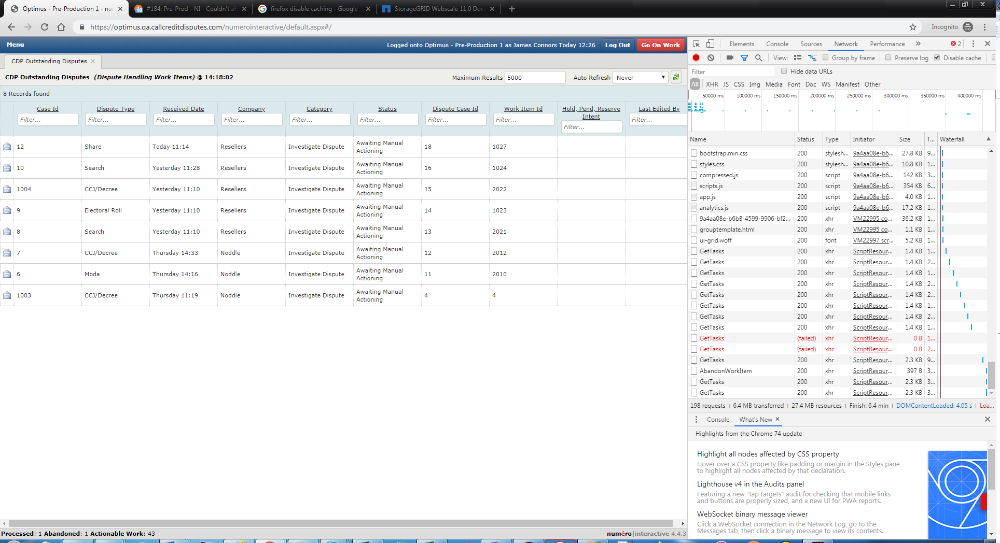 Optimus - Pre-Production 1 - nu
#184: Pre-Prod - NI - Couldn't ab
firefox disable caching - Google
StorageGRID Webscale 11.0 Doc
https://optimus.qa.callcreditdisputes.com/numerointeractive/default.aspx#/
Incognito
Menu
Logged onto Optimus - Pre-Production 1 as James Connors Today 12:26
Log Out
Go On Work
CDP Outstanding Disputes
CDP Outstanding Disputes (Dispute Handling Work Items) @ 14:18:02
Maximum Results 5000
Auto Refresh Never
8 Records found
Case Id Dispute Type Received Date Company Category Status Dispute Case Id Work Item Id Hold, Pend, Reserve Intent Last Edited By
Filter... Filter... Filter... Filter... Filter... Filter... Filter... Filter... Filter... Filter...
12 Share Today 11:14 Resellers Investigate Dispute Awaiting Manual Actioning 18 1027
10 Search Yesterday 11:28 Resellers Investigate Dispute Awaiting Manual Actioning 16 1024
1004 CCJ/Decree Yesterday 11:10 Resellers Investigate Dispute Awaiting Manual Actioning 15 2022
9 Electoral Roll Yesterday 11:10 Resellers Investigate Dispute Awaiting Manual Actioning 14 1023
8 Search Yesterday 11:10 Resellers Investigate Dispute Awaiting Manual Actioning 13 2021
7 CCJ/Decree Thursday 14:33 Noddle Investigate Dispute Awaiting Manual Actioning 12 2012
6 Moda Thursday 14:16 Noddle Investigate Dispute Awaiting Manual Actioning 11 2010
1003 CCJ/Decree Thursday 11:19 Noddle Investigate Dispute Awaiting Manual Actioning 4 4
Processed: 1 Abandoned: 1 Actionable Work: 43
numéro|interactive 4.4.3
Elements Console Sources Network Performance » 2
View: Group by frame Preserve log Disable cache
Filter Hide data URLs
All XHR JS CSS Img Media Font Doc WS Manifest Other
50000 ms 100000 ms 150000 ms 200000 ms 250000 ms 300000 ms 350000 ms 400000 ms
Name Status Type Initiator Size T... Waterfall
bootstrap.min.css 200 stylesh... 9a4aa08e-b6... 27.8 KB 9...
styles.css 200 stylesh... 9a4aa08e-b6... 10.8 KB 1...
compressed.js 200 script 9a4aa08e-b6... 142 KB 3...
scripts.js 200 script 9a4aa08e-b6... 354 KB 6...
app.js 200 script 9a4aa08e-b6... 4.0 KB 1...
analytics.js 200 script 9a4aa08e-b6... 17.2 KB 1...
9a4aa08e-b6b8-4599-9906-bf2... 200 xhr VM22995 co... 36.2 KB 1...
grouptemplate.html 200 xhr VM22995 co... 1.1 KB 1...
ui-grid.woff 200 font VM22997 scr... 5.2 KB 1...
GetTasks 200 xhr ScriptResour... 1.4 KB 1...
GetTasks 200 xhr ScriptResour... 1.4 KB 2...
GetTasks 200 xhr ScriptResour... 1.4 KB 1...
GetTasks 200 xhr ScriptResour... 1.4 KB 2...
GetTasks 200 xhr ScriptResour... 1.4 KB 2...
GetTasks 200 xhr ScriptResour... 1.4 KB 1...
GetTasks 200 xhr ScriptResour... 1.4 KB 2...
GetTasks 200 xhr ScriptResour... 1.4 KB 1...
GetTasks (failed) xhr ScriptResour... 0 B 1...
GetTasks (failed) xhr ScriptResour... 0 B 2...
GetTasks 200 xhr ScriptResour... 2.3 KB 9...
AbandonWorkItem 200 xhr ScriptResour... 397 B 3...
GetTasks 200 xhr ScriptResour... 2.3 KB 3...
GetTasks 200 xhr ScriptResour... 2.3 KB 3...
198 requests | 6.4 MB transferred | 27.4 MB resources | Finish: 6.4 min | DOMContentLoaded: 4.05 s | Loa...
Console What's New
Highlights from the Chrome 74 update
Highlight all nodes affected by CSS property
Hover over a CSS property like padding or margin in the Styles pane
to highlight all nodes affected by that declaration.
Lighthouse v4 in the Audits panel
Featuring a new "tap targets" audit for checking that mobile links
and buttons are properly sized, and a new UI for PWA reports.
WebSocket binary message viewer
Click a WebSocket connection in the Network Log, go to the
Messages tab, then click a binary message to view its contents.